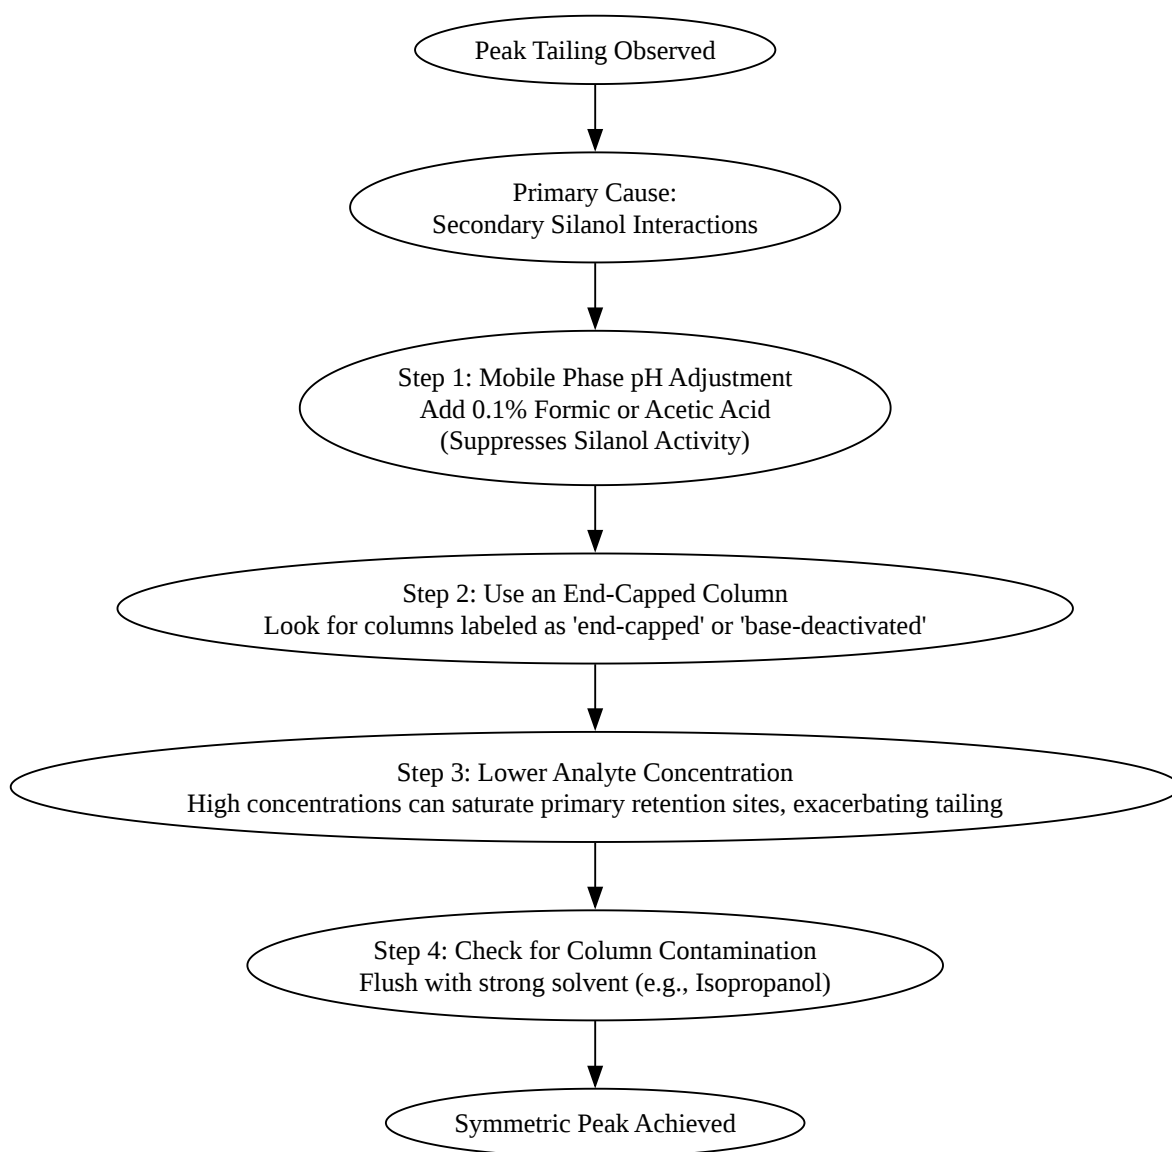 Peak Tailing Observed
Primary Cause:
Secondary Silanol Interactions
Step 1: Mobile Phase pH Adjustment
Add 0.1% Formic or Acetic Acid
(Suppresses Silanol Activity)
Step 2: Use an End-Capped Column
Look for columns labeled as 'end-capped' or 'base-deactivated'
Step 3: Lower Analyte Concentration
High concentrations can saturate primary retention sites, exacerbating tailing
Step 4: Check for Column Contamination
Flush with strong solvent (e.g., Isopropanol)
Symmetric Peak Achieved